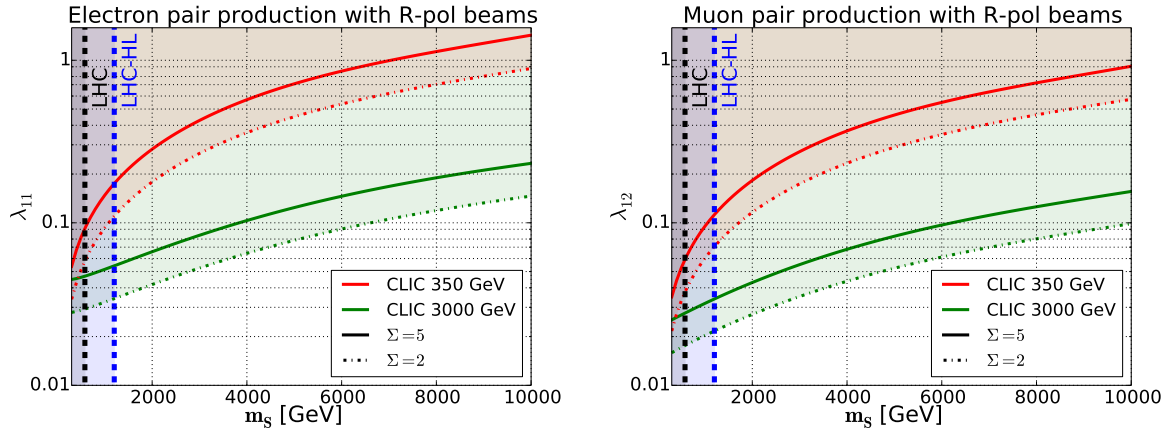 Electron pair production with R-pol beams
1
0.1
0.01
λ₁₁
LHC
LHC-HL
CLIC 350 GeV
CLIC 3000 GeV
Σ=5
Σ=2
2000 4000 6000 8000 10000
m_S [GeV]
Muon pair production with R-pol beams
1
0.1
0.01
λ₁₂
LHC
LHC-HL
CLIC 350 GeV
CLIC 3000 GeV
Σ=5
Σ=2
2000 4000 6000 8000 10000
m_S [GeV]